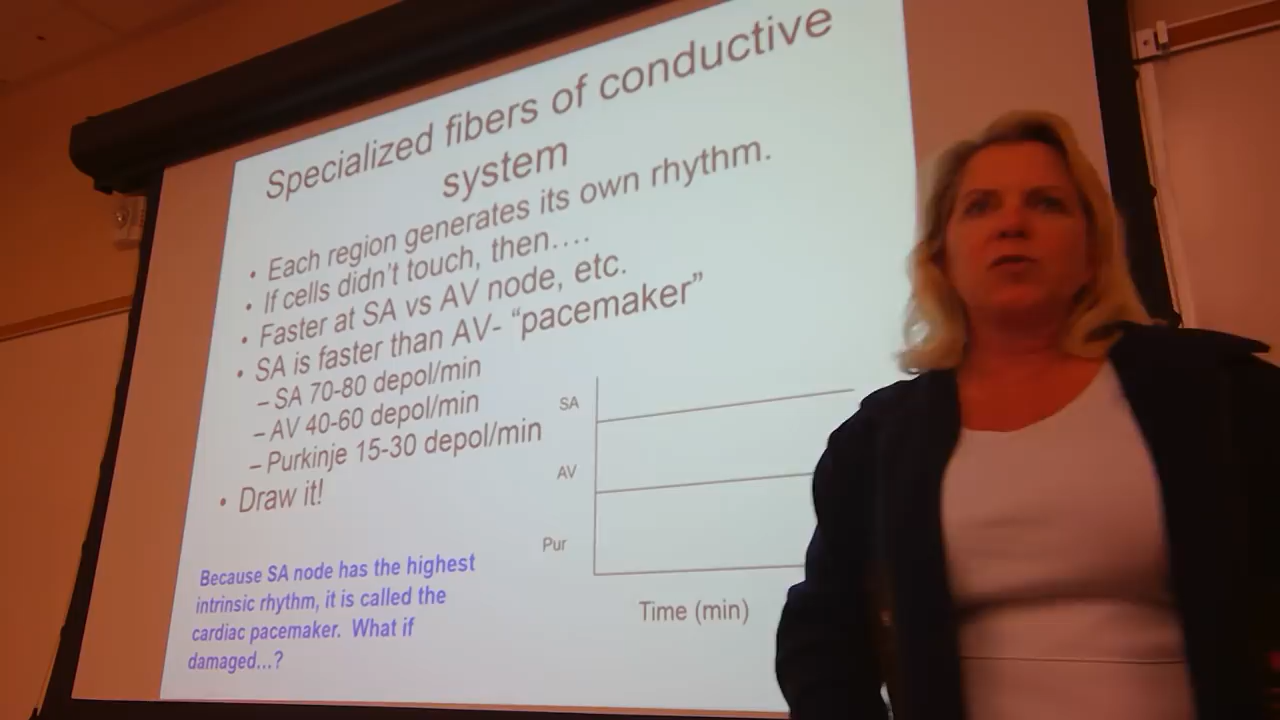 Specialized fibers of conductive
system
• Each region generates its own rhythm.
• If cells didn't touch, then….
• Faster at SA vs AV node, etc.
• SA is faster than AV- “pacemaker”
– SA 70-80 depol/min
– AV 40-60 depol/min
– Purkinje 15-30 depol/min
• Draw it!
SA
AV
Pur
Time (min)
Because SA node has the highest
intrinsic rhythm, it is called the
cardiac pacemaker. What if
damaged...?